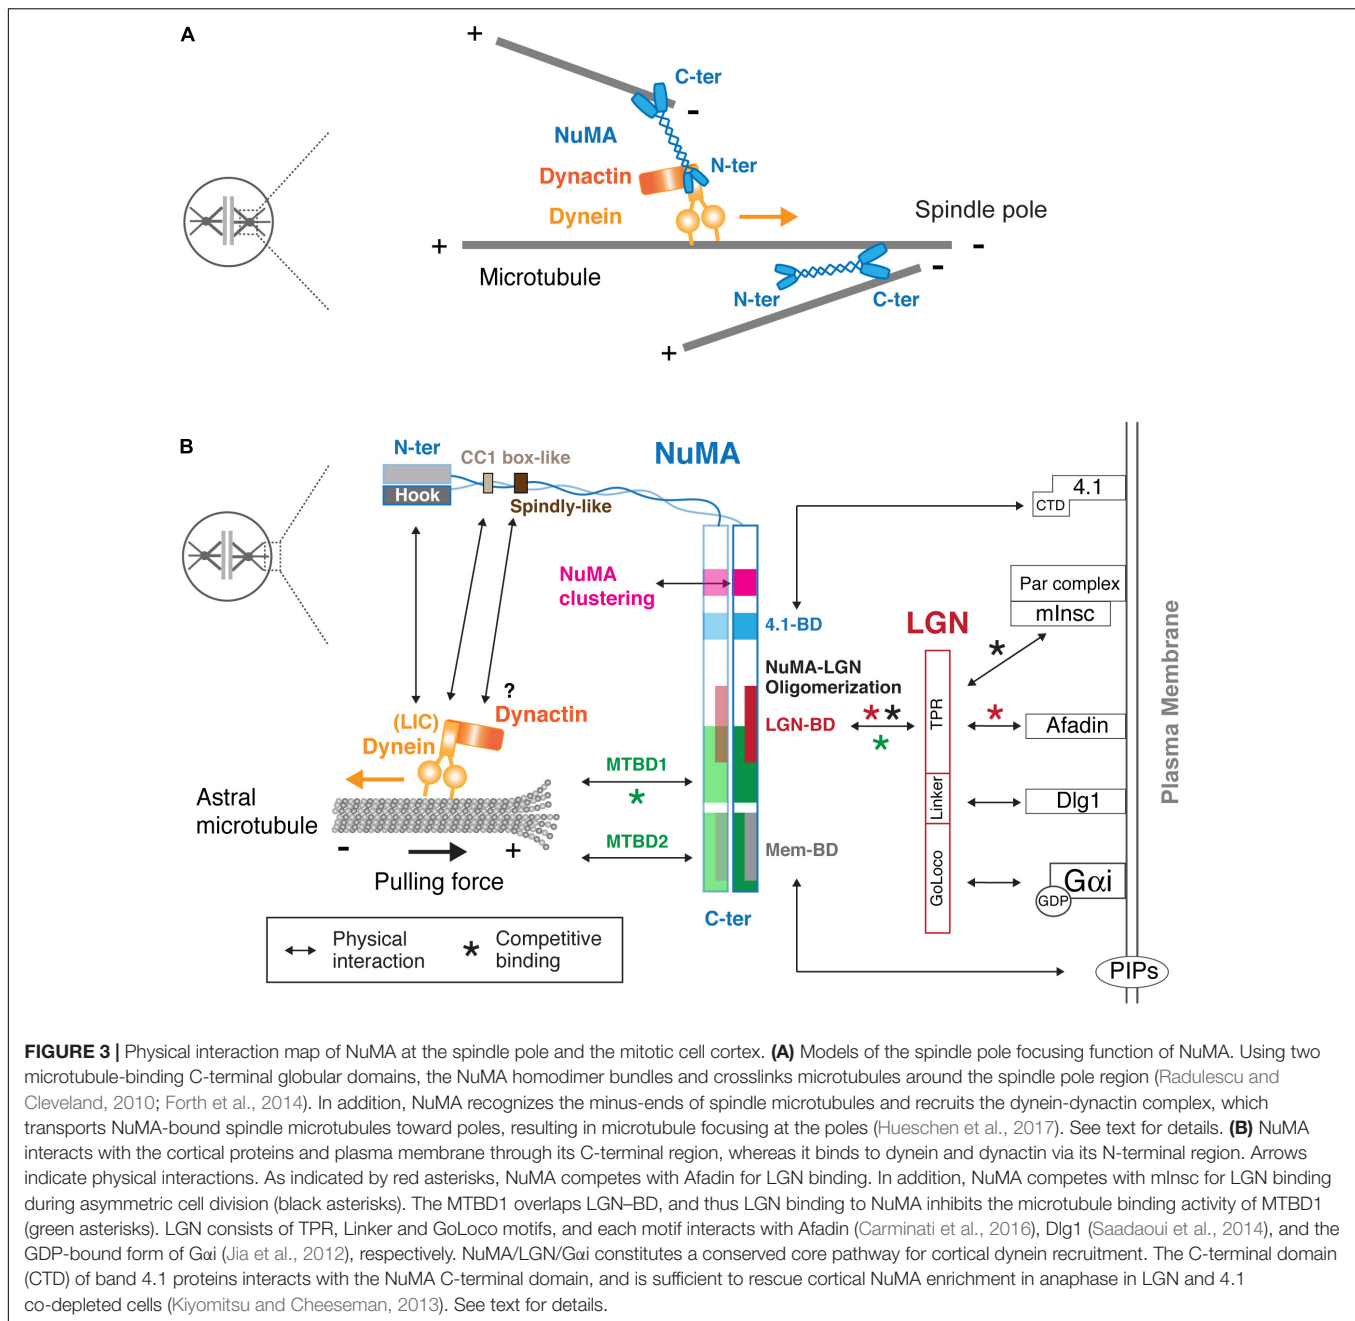 A
+
C-ter
-
NuMA
N-ter
Dynactin
Dynein
Spindle pole
+
-
Microtubule
-
N-ter
C-ter
+
B
N-ter
CC1 box-like
NuMA
Hook
Spindly-like
4.1
CTD
NuMA
clustering
Par complex
mInsc
4.1-BD
LGN
*
NuMA-LGN
Oligomerization
?
Dynactin
(LIC)
Dynein
LGN-BD
* *
*
TPR
*
Afadin
MTBD1
*
Astral
microtubule
Linker
Dlg1
Plasma Membrane
- +
MTBD2
Mem-BD
Pulling force
GoLoco
Gαi
GDP
C-ter
Physical
interaction
* Competitive
binding
PIPs
FIGURE 3 | Physical interaction map of NuMA at the spindle pole and the mitotic cell cortex. (A) Models of the spindle pole focusing function of NuMA. Using two
microtubule-binding C-terminal globular domains, the NuMA homodimer bundles and crosslinks microtubules around the spindle pole region (Radulescu and
Cleveland, 2010; Forth et al., 2014). In addition, NuMA recognizes the minus-ends of spindle microtubules and recruits the dynein-dynactin complex, which
transports NuMA-bound spindle microtubules toward poles, resulting in microtubule focusing at the poles (Hueschen et al., 2017). See text for details. (B) NuMA
interacts with the cortical proteins and plasma membrane through its C-terminal region, whereas it binds to dynein and dynactin via its N-terminal region. Arrows
indicate physical interactions. As indicated by red asterisks, NuMA competes with Afadin for LGN binding. In addition, NuMA competes with mInsc for LGN binding
during asymmetric cell division (black asterisks). The MTBD1 overlaps LGN–BD, and thus LGN binding to NuMA inhibits the microtubule binding activity of MTBD1
(green asterisks). LGN consists of TPR, Linker and GoLoco motifs, and each motif interacts with Afadin (Carminati et al., 2016), Dlg1 (Saadaoui et al., 2014), and the
GDP-bound form of Gαi (Jia et al., 2012), respectively. NuMA/LGN/Gαi constitutes a conserved core pathway for cortical dynein recruitment. The C-terminal domain
(CTD) of band 4.1 proteins interacts with the NuMA C-terminal domain, and is sufficient to rescue cortical NuMA enrichment in anaphase in LGN and 4.1
co-depleted cells (Kiyomitsu and Cheeseman, 2013). See text for details.